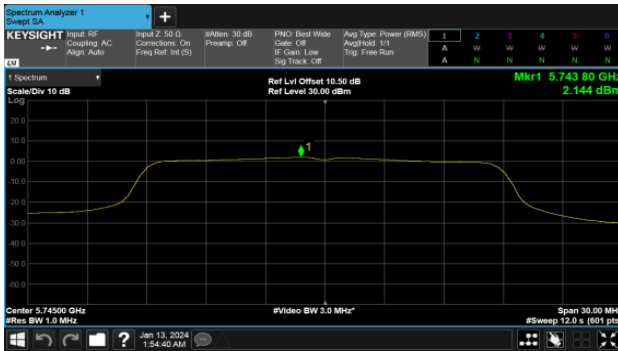 Spectrum Analyzer 1
Swept SA
+
KEYSIGHT
LXI
Input: RF
Coupling: AC
Align: Auto
Input Z: 50 Ω
Corrections: On
Freq Ref: Int (S)
#Atten: 30 dB
Preamp: Off
PNO: Best Wide
Gate: Off
IF Gain: Low
Sig Track: Off
Avg Type: Power (RMS)
Avg|Hold: 1/1
Trig: Free Run
1 2 3 4 5 6
A W W W W W
A N N N N N
1 Spectrum
Scale/Div 10 dB
Log
Ref Lvl Offset 10.50 dB
Ref Level 30.00 dBm
Mkr1 5.743 80 GHz
2.144 dBm
20.0
10.0
0.00
-10.0
-20.0
-30.0
-40.0
-50.0
-60.0
1
Center 5.74500 GHz
#Res BW 1.0 MHz
#Video BW 3.0 MHz*
Span 30.00 MHz
#Sweep 12.0 s (601 pts)
?
Jan 13, 2024
1:54:40 AM